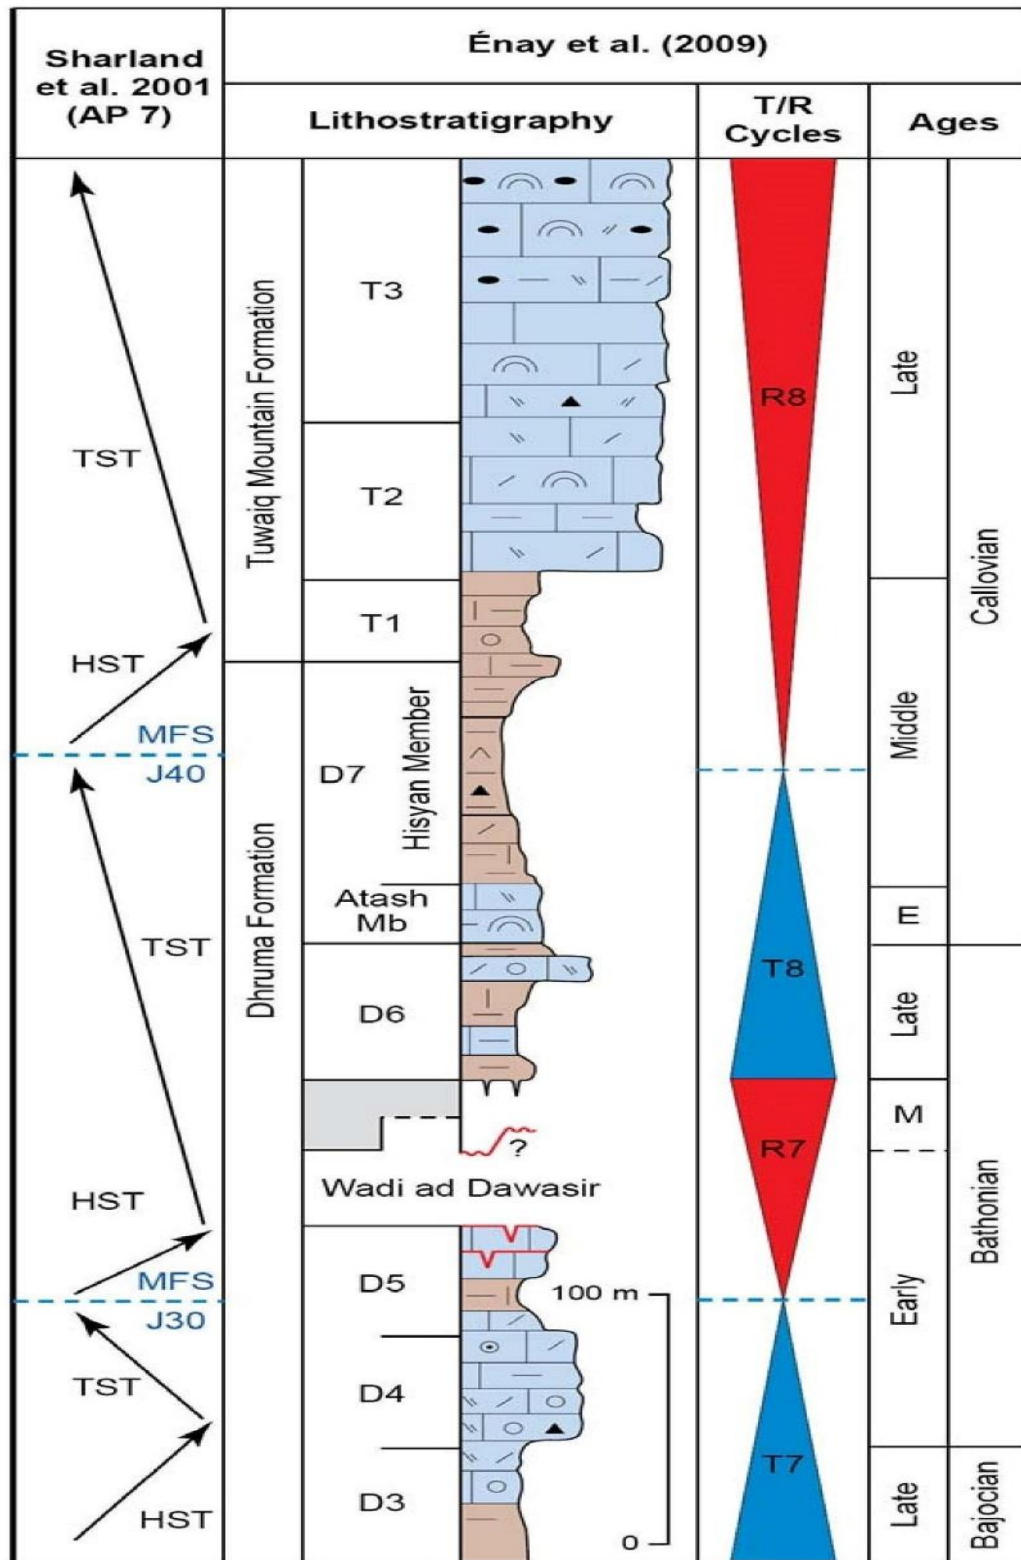 Sharland
et al. 2001
(AP 7)
Énay et al. (2009)
Lithostratigraphy
T/R
Cycles
Ages
TST
HST
MFS
J40
TST
HST
MFS
J30
TST
HST
Tuwaiq Mountain Formation
Dhruma Formation
T3
T2
T1
D7
Hisyan Member
Atash
Mb
D6
?
Wadi ad Dawasir
D5
D4
D3
100 m
0
R8
T8
R7
T7
Late
Middle
E
Late
M
Early
Late
Callovian
Bathonian
Bajocian